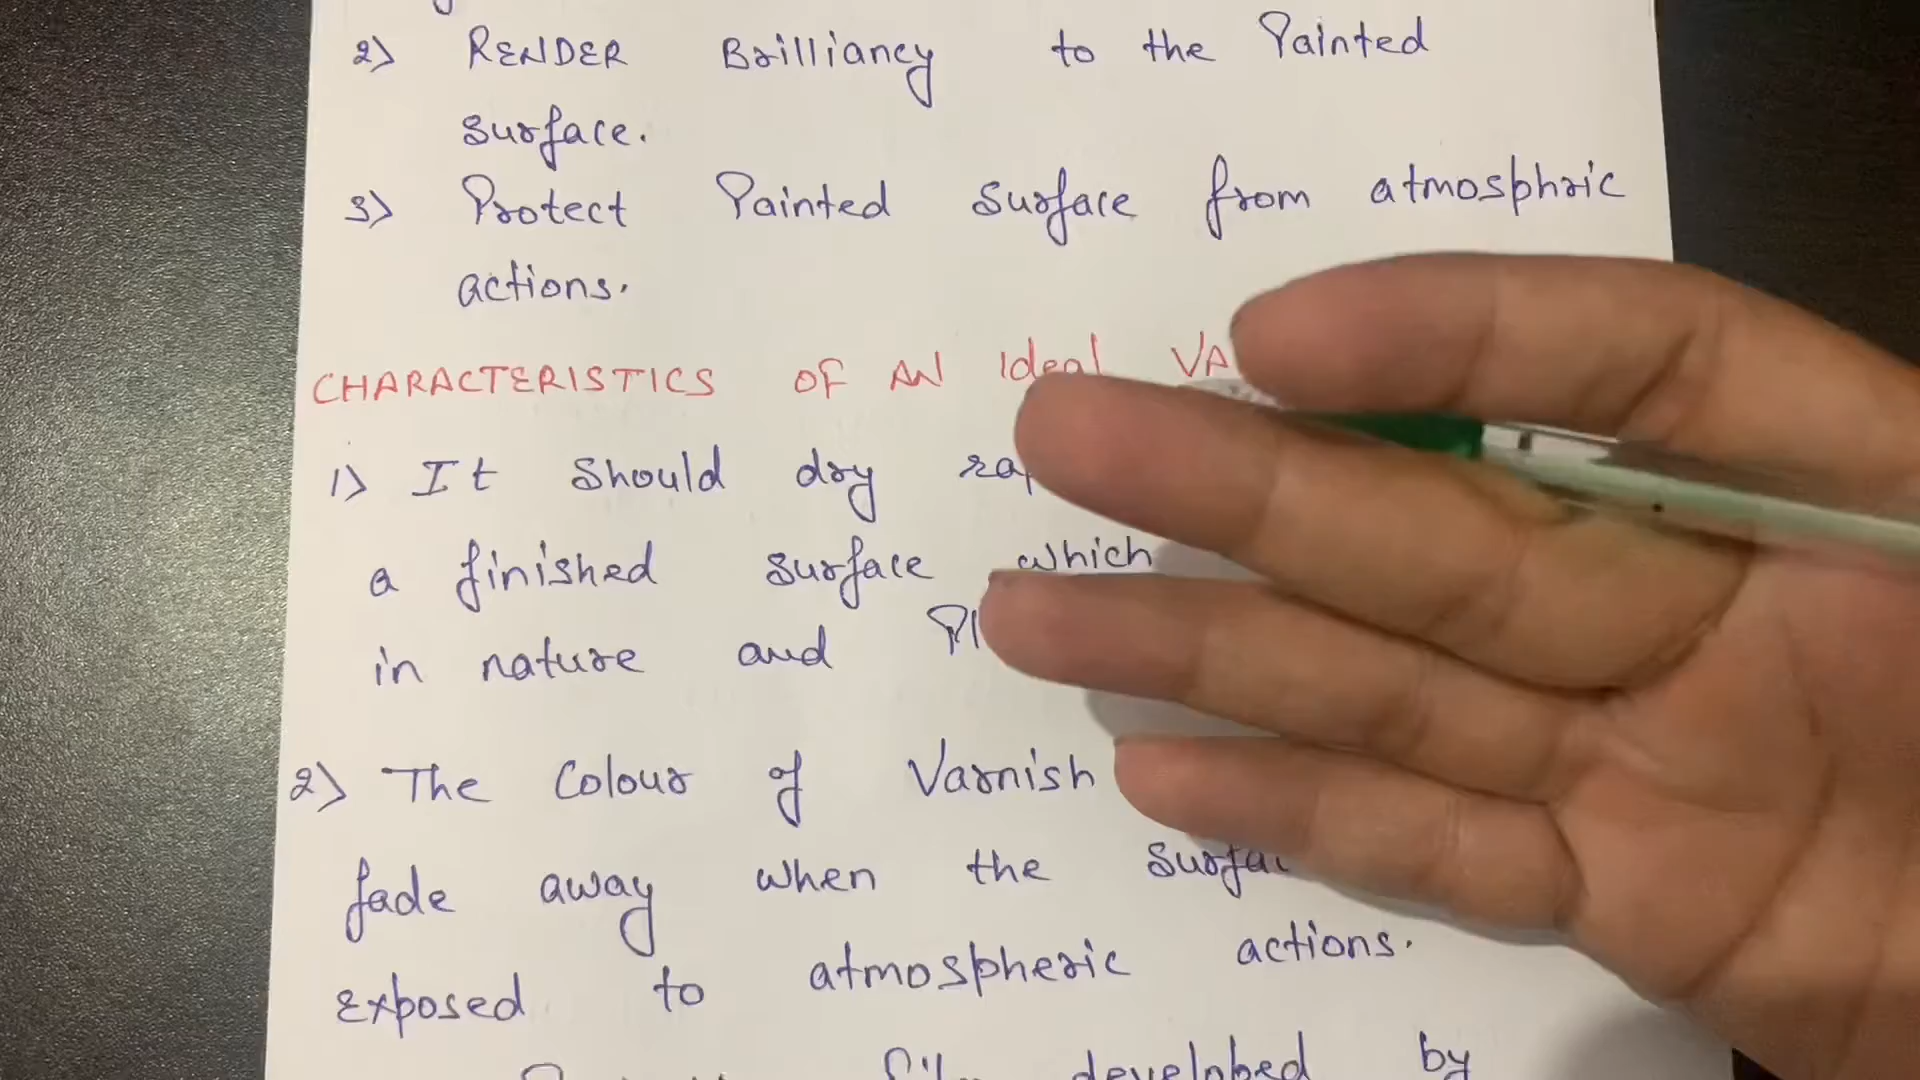 2) RENDER Brilliancy to the Painted
surface.
3) Protect Painted surface from atmosphric
actions.
CHARACTERISTICS OF AN Ideal
1) It should dry
a finished surface which
in nature and
2) The Colour of Varnish
fade away when the
exposed to atmospheric actions.
developed by